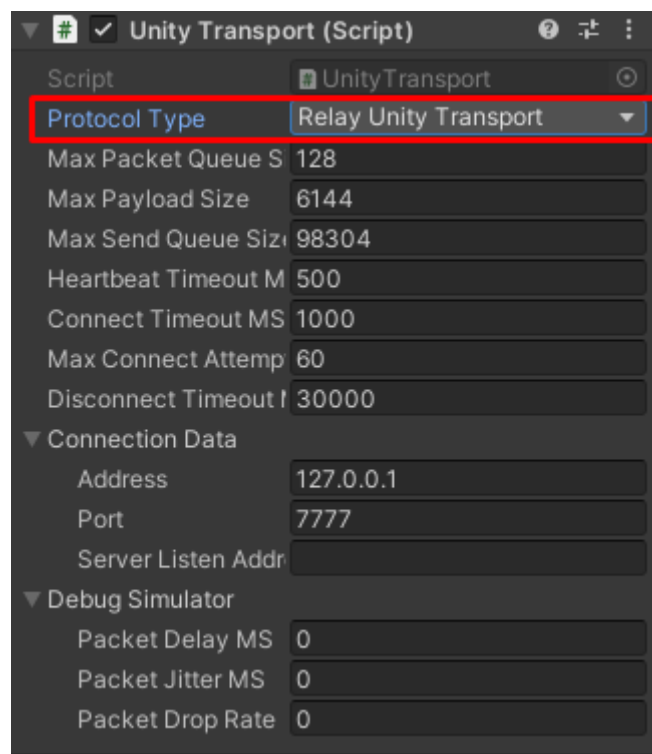 Unity Transport (Script)
Script UnityTransport
Protocol Type Relay Unity Transport
Max Packet Queue S 128
Max Payload Size 6144
Max Send Queue Siz 98304
Heartbeat Timeout M 500
Connect Timeout MS 1000
Max Connect Attemp 60
Disconnect Timeout 30000
Connection Data
Address 127.0.0.1
Port 7777
Server Listen Addr
Debug Simulator
Packet Delay MS 0
Packet Jitter MS 0
Packet Drop Rate 0